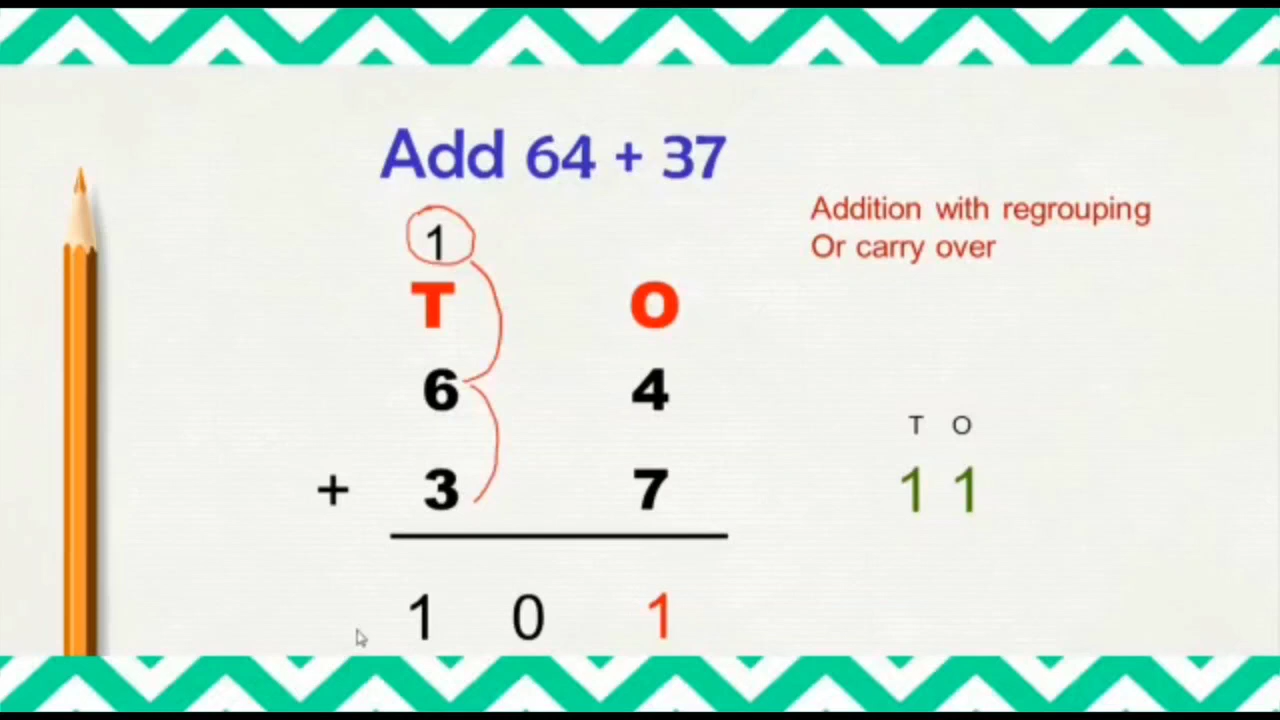 Add 64 + 37
Addition with regrouping
Or carry over
1
T O
6 4
+ 3 7
1 0 1
T O
1 1